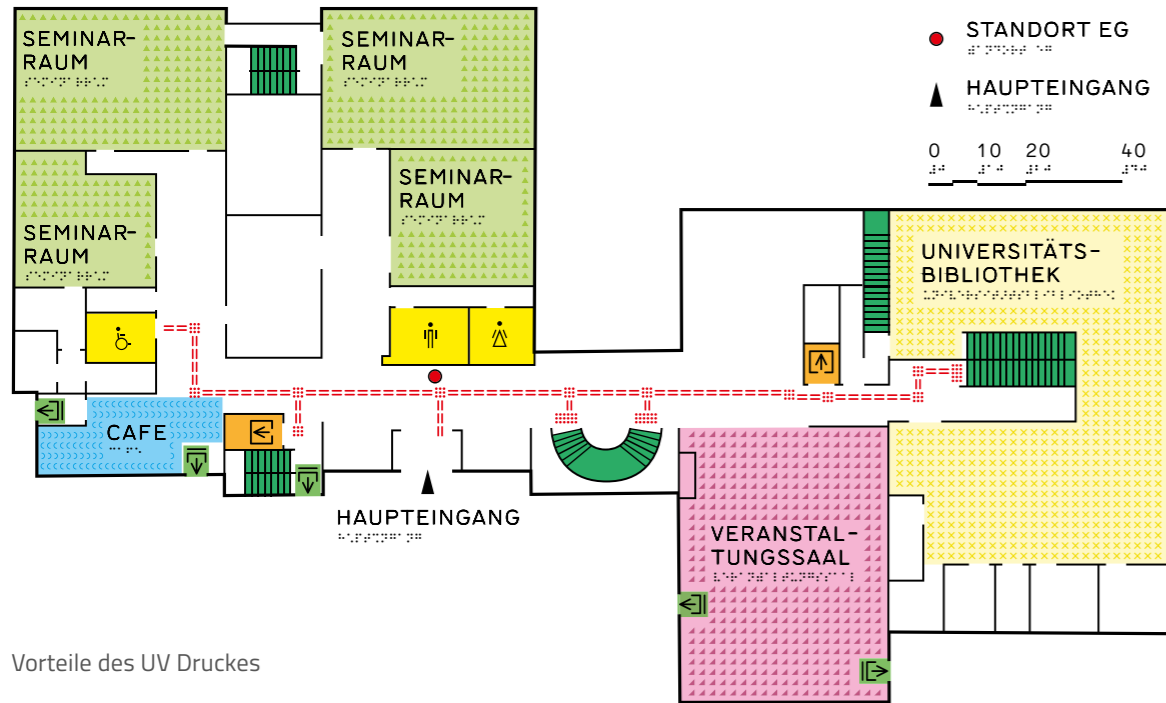 SEMINAR-
RAUM
⠎⠑⠍⠊⠝⠁⠗⠗⠁⠥⠍
SEMINAR-
RAUM
SEMINAR-
RAUM
SEMINAR-
RAUM
STANDORT EG
HAUPTEINGANG
0 10 20 40
UNIVERSITÄTS-
BIBLIOTHEK
CAFE
HAUPTEINGANG
VERANSTAL-
TUNGSSAAL
Vorteile des UV Druckes